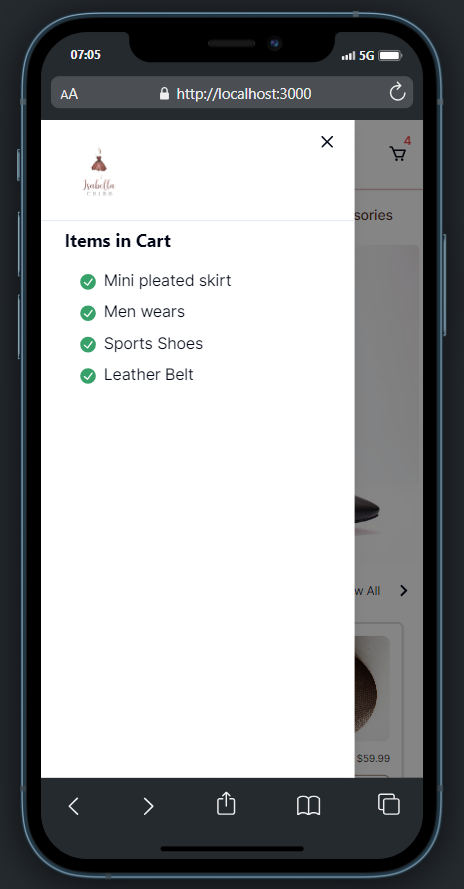 07:05
5G
AA
http://localhost:3000
4
Isabella
CRIBB
sories
Items in Cart
Mini pleated skirt
Men wears
Sports Shoes
Leather Belt
w All
$59.99